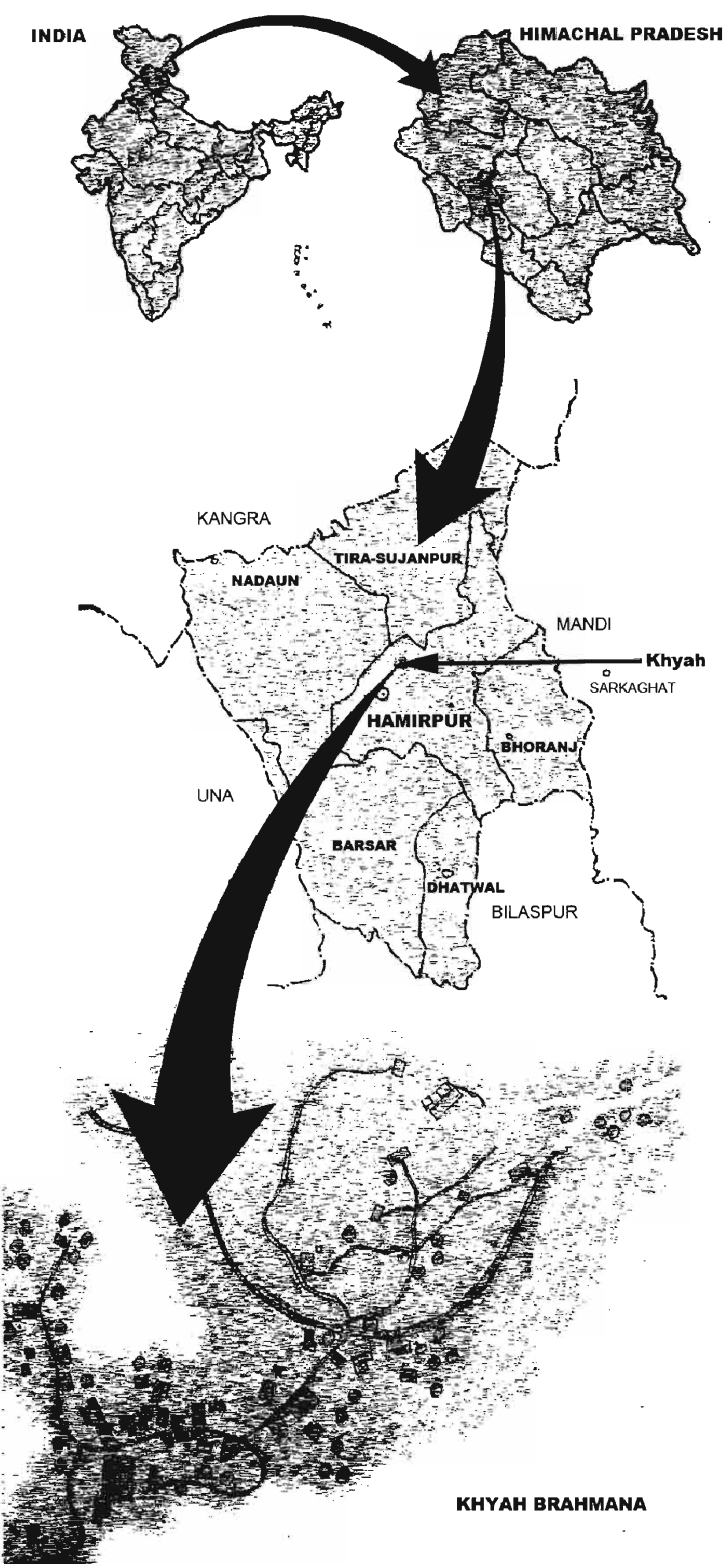 INDIA
HIMACHAL PRADESH
KANGRA
TIRA-SUJANPUR
NADAUN
MANDI
Khyah
SARKAGHAT
HAMIRPUR
BHORANJ
UNA
BARSAR
DHATWAL
BILASPUR
KHYAH BRAHMANA